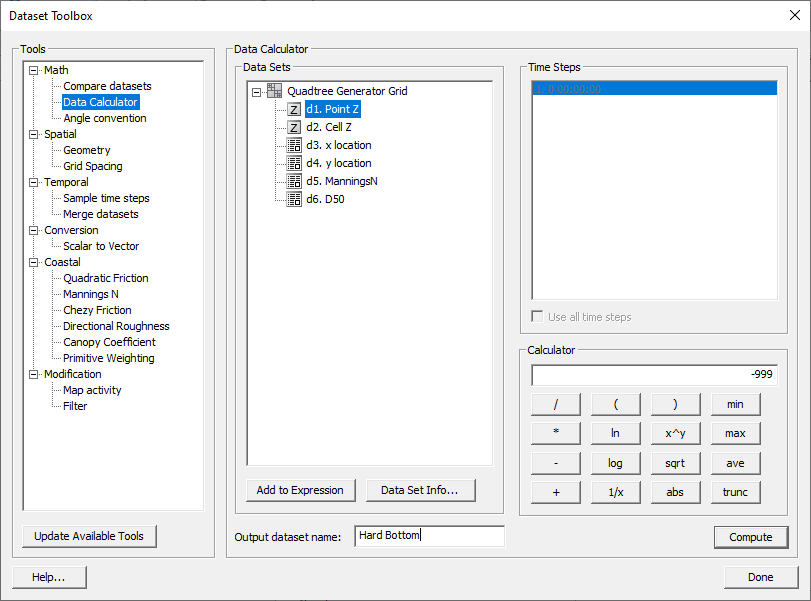 Dataset Toolbox
Tools
Math
Compare datasets
Data Calculator
Angle convention
Spatial
Geometry
Grid Spacing
Temporal
Sample time steps
Merge datasets
Conversion
Scalar to Vector
Coastal
Quadratic Friction
Mannings N
Chezy Friction
Directional Roughness
Canopy Coefficient
Primitive Weighting
Modification
Map activity
Filter
Update Available Tools
Help...
Data Calculator
Data Sets
Quadtree Generator Grid
Z d1. Point Z
Z d2. Cell Z
d3. x location
d4. y location
d5. ManningsN
d6. D50
Add to Expression Data Set Info...
Output dataset name: Hard Bottom
Time Steps
1. 0 00:00:00
Use all time steps
Calculator
-999
/ ( ) min
* ln x^y max
- log sqrt ave
+ 1/x abs trunc
Compute
Done